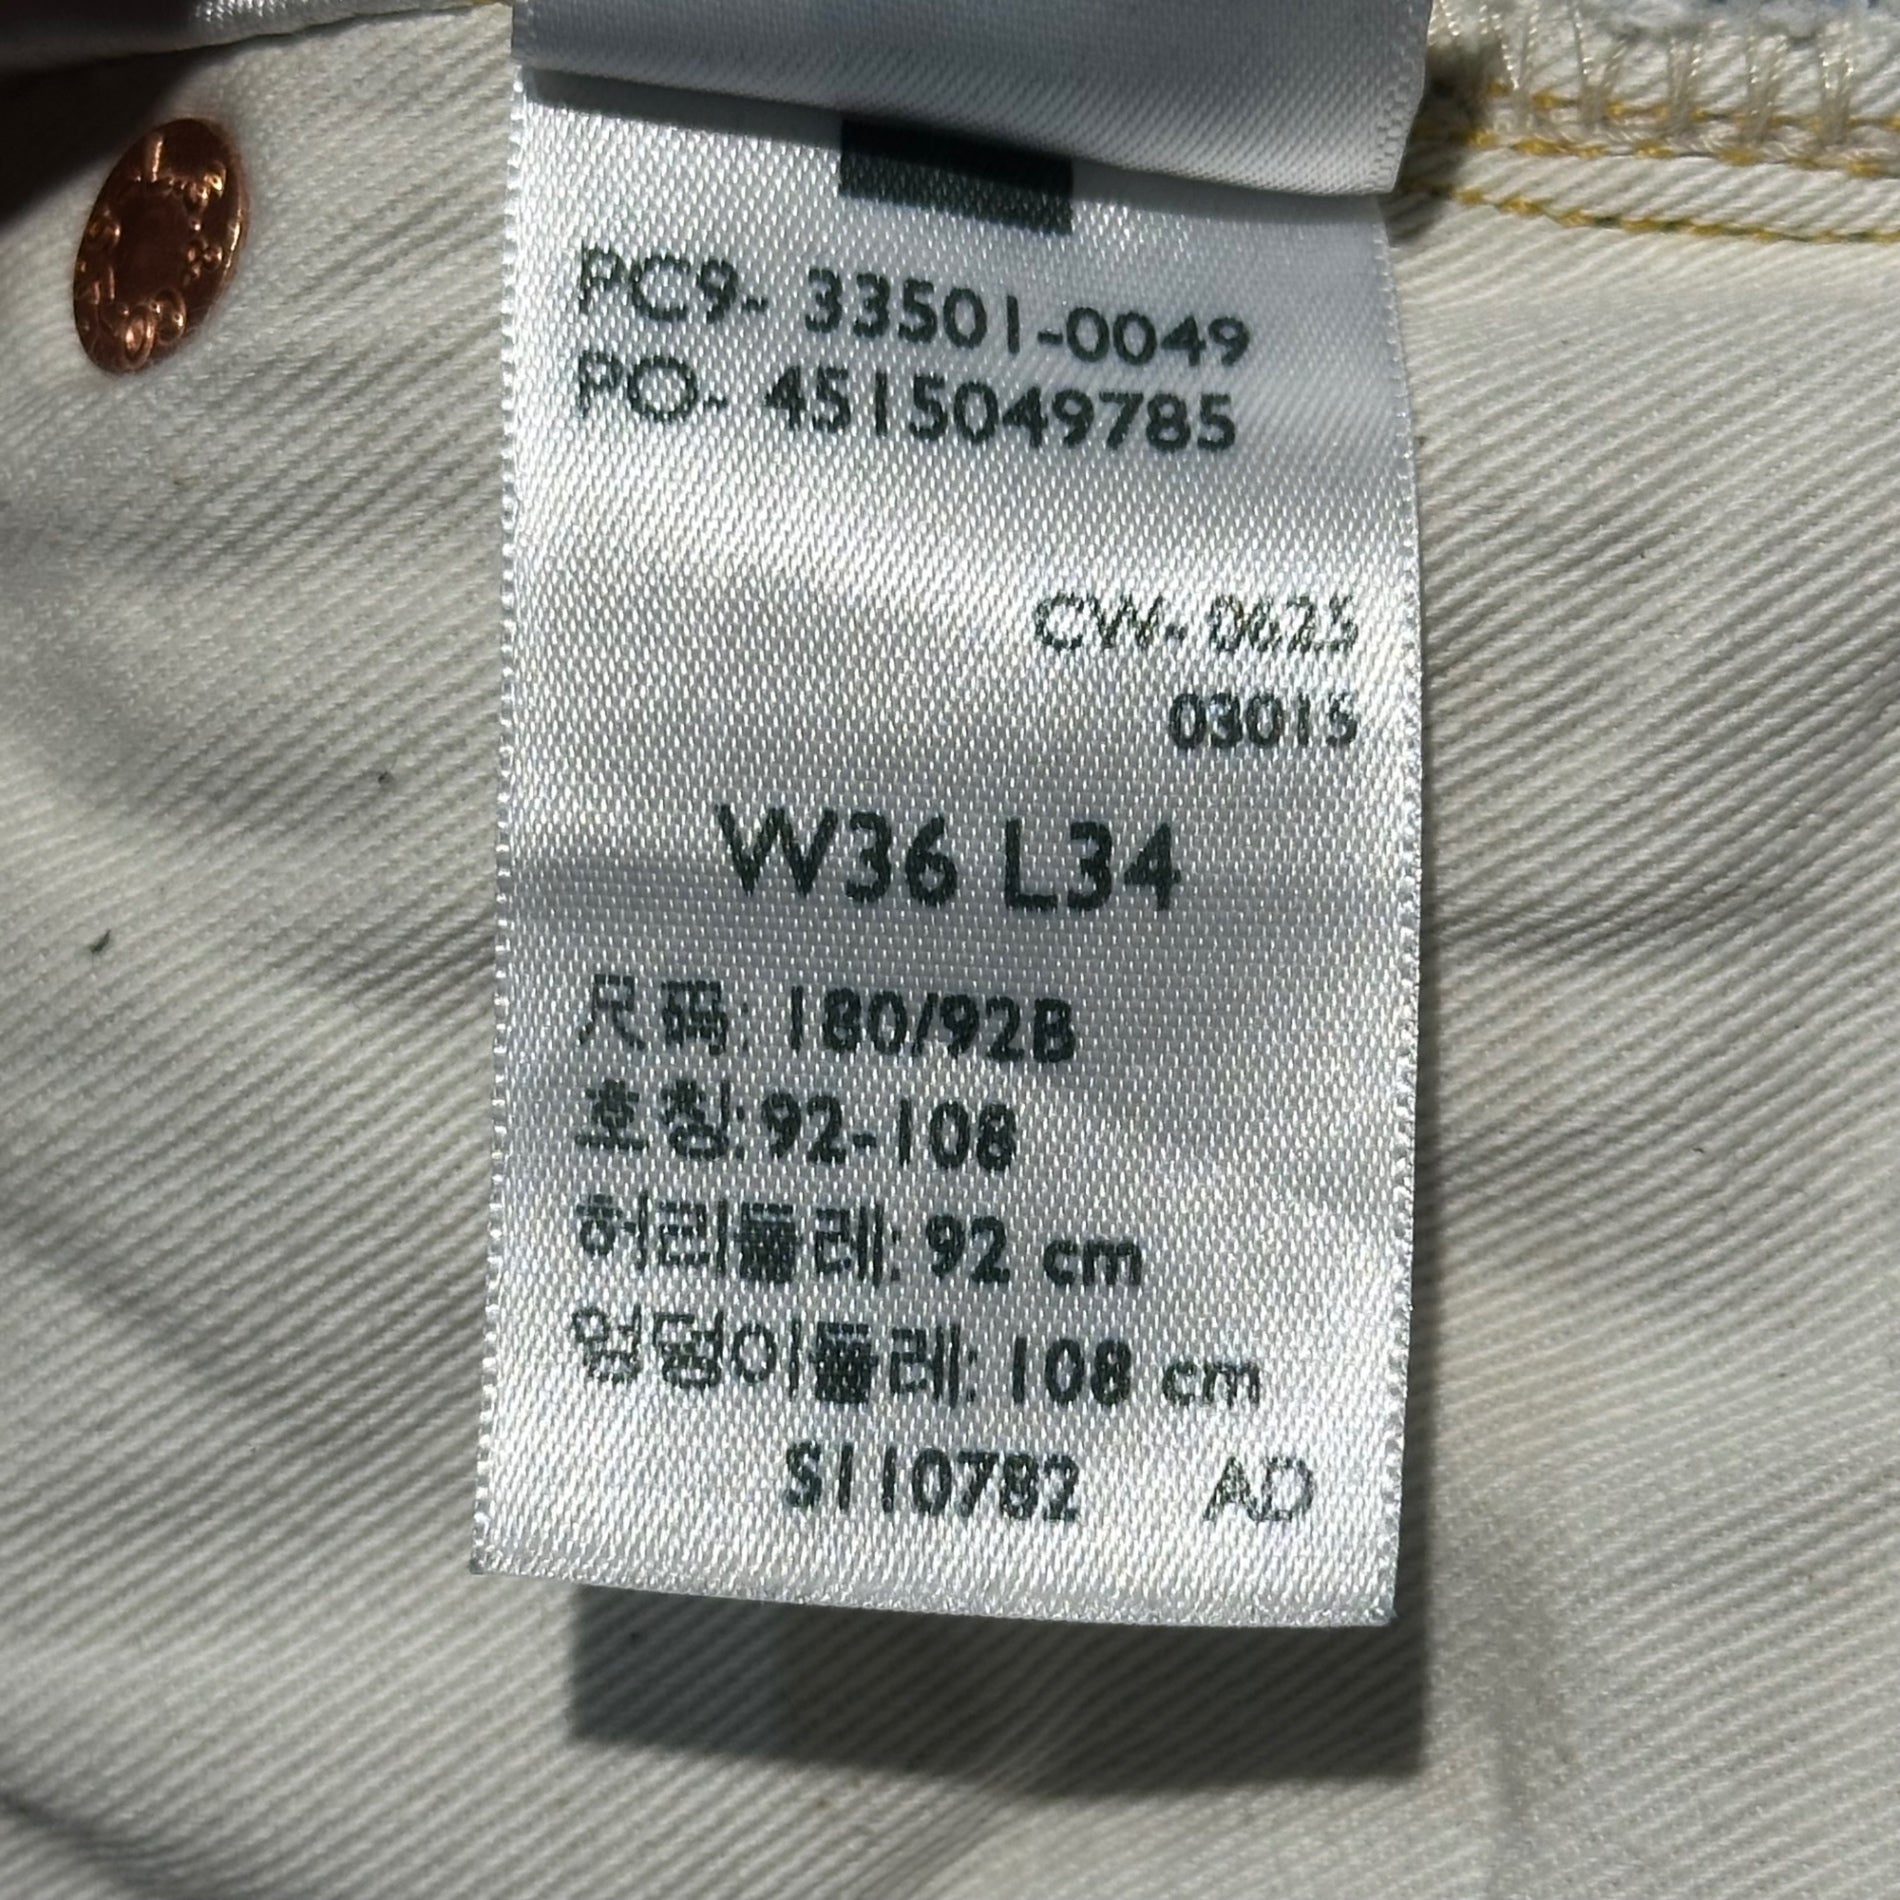 PC9- 33501-0049
PO- 4515049785
CW- 0625
03015
W36 L34
尺码: 180/92B
호칭: 92-108
허리둘레: 92 cm
엉덩이둘레: 108 cm
S110782 AD